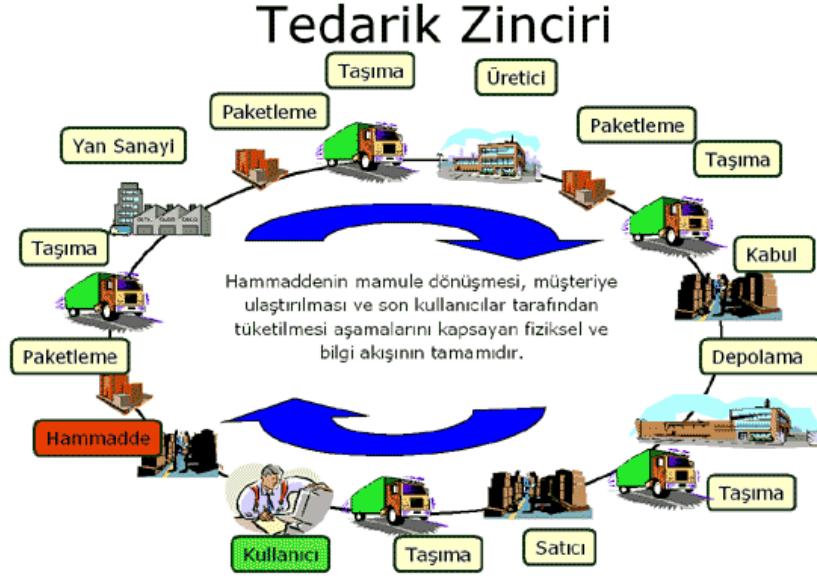 Tedarik Zinciri
Taşıma
Üretici
Paketleme
Paketleme
Yan Sanayi
Taşıma
Taşıma
Kabul
Hammaddenin mamule dönüşmesi, müşteriye
ulaştırılması ve son kullanıcılar tarafından
tüketilmesi aşamalarını kapsayan fiziksel ve
bilgi akışının tamamıdır.
Paketleme
Depolama
Hammadde
Taşıma
Kullanıcı
Taşıma
Satıcı